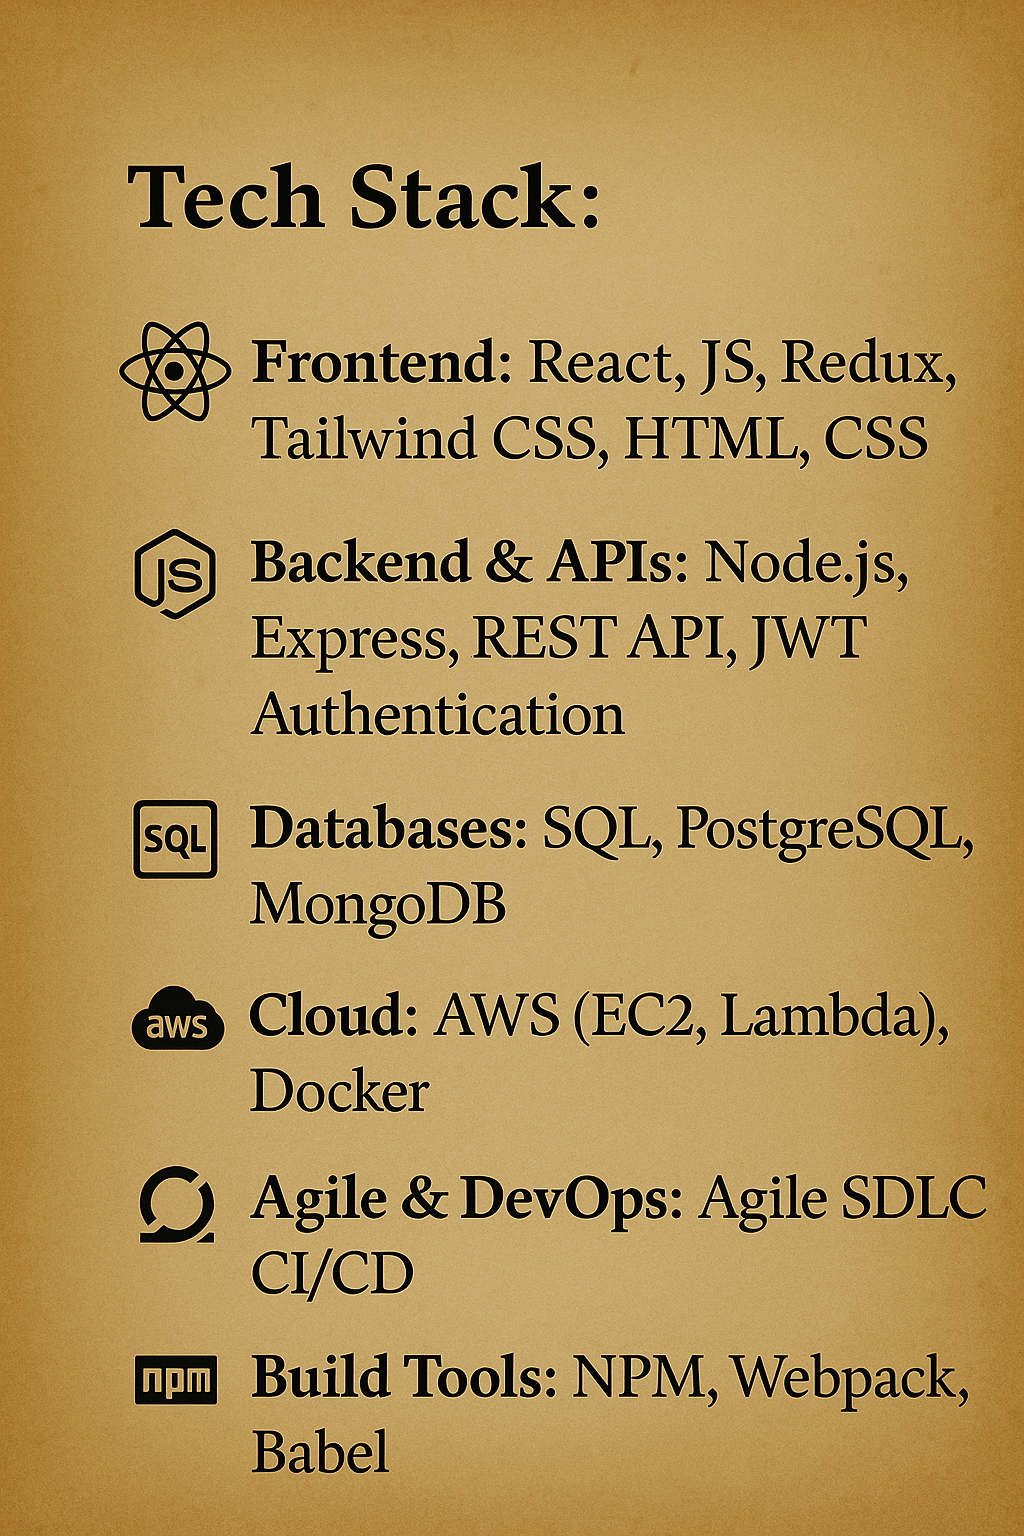 Tech Stack:
Frontend: React, JS, Redux,
Tailwind CSS, HTML, CSS
JS
Backend & APIs: Node.js,
Express, REST API, JWT
Authentication
SQL
Databases: SQL, PostgreSQL,
MongoDB
aws
Cloud: AWS (EC2, Lambda),
Docker
Agile & DevOps: Agile SDLC
CI/CD
npm
Build Tools: NPM, Webpack,
Babel